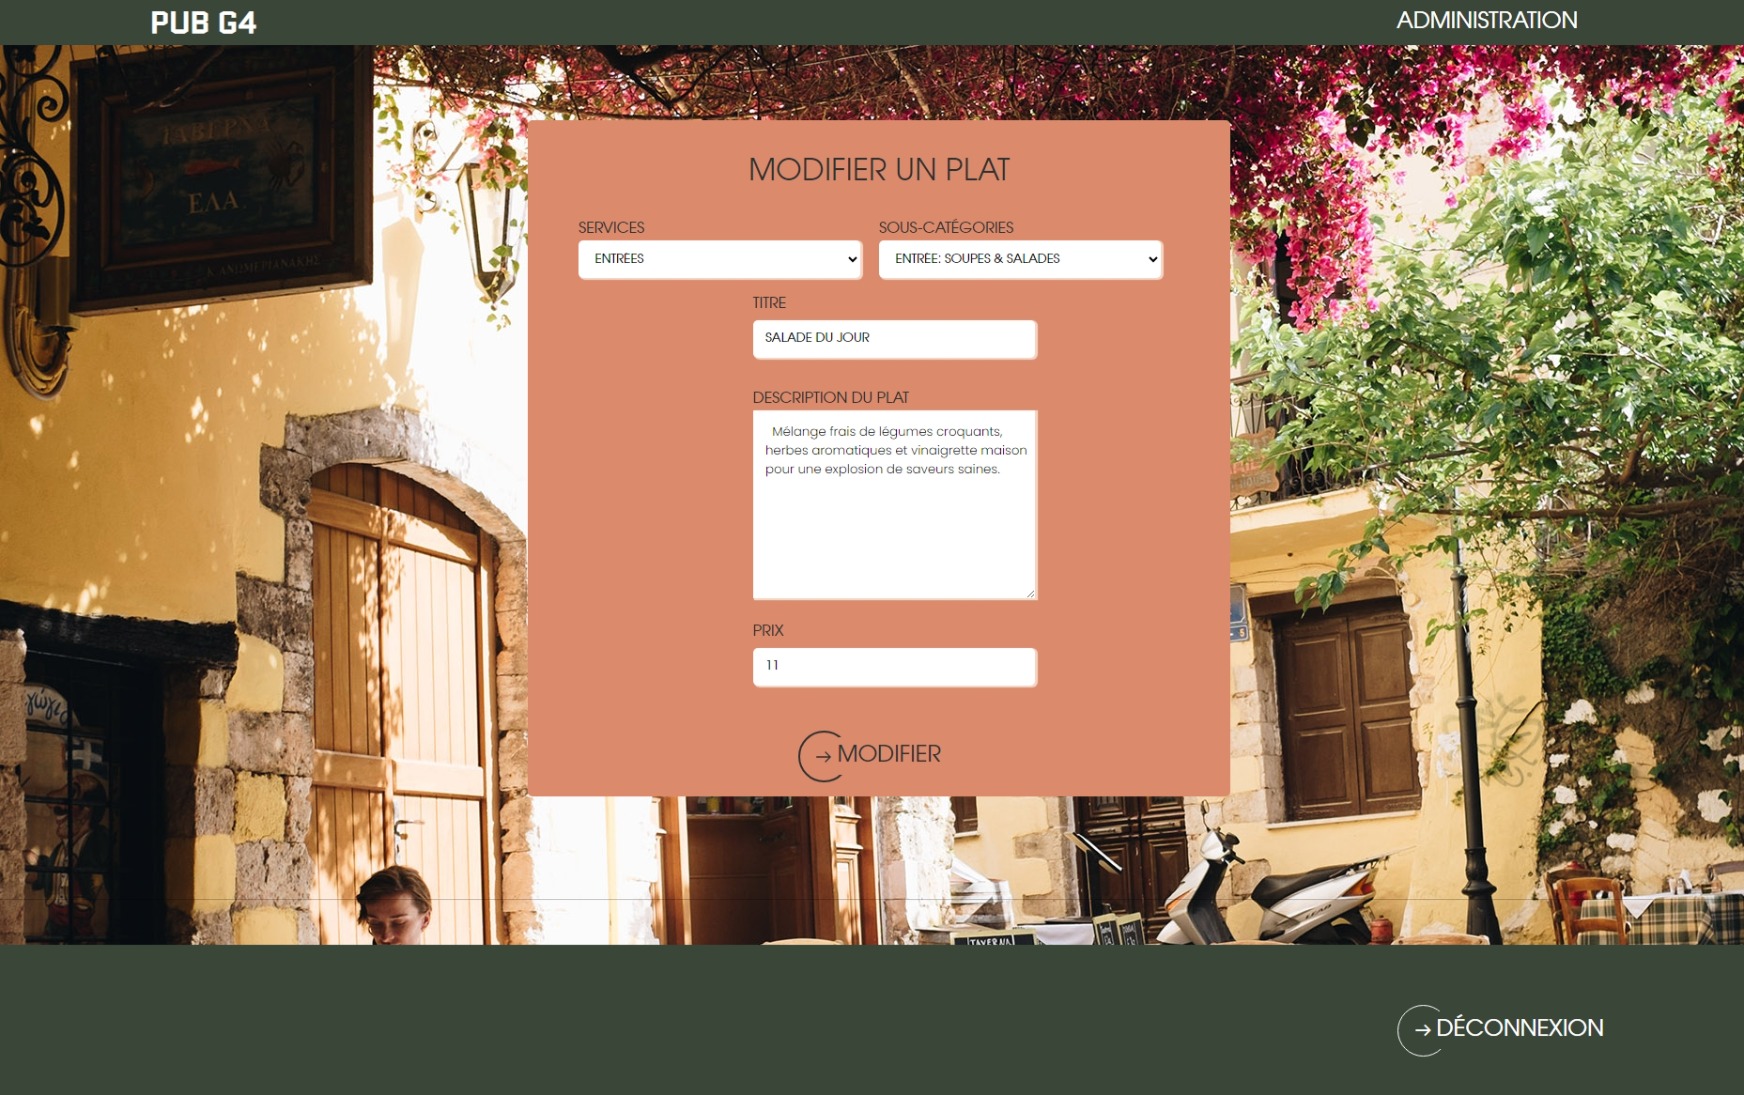 PUB G4
ADMINISTRATION
ΤΑΒΕΡΝΑ
ΕΛΑ.
MODIFIER UN PLAT
SERVICES
SOUS-CATÉGORIES
ENTRÉES
ENTRÉE: SOUPES & SALADES
TITRE
SALADE DU JOUR
DESCRIPTION DU PLAT
Mélange frais de légumes croquants,
herbes aromatiques et vinaigrette maison
pour une explosion de saveurs saines.
PRIX
11
→ MODIFIER
TAVERNA
→ DÉCONNEXION